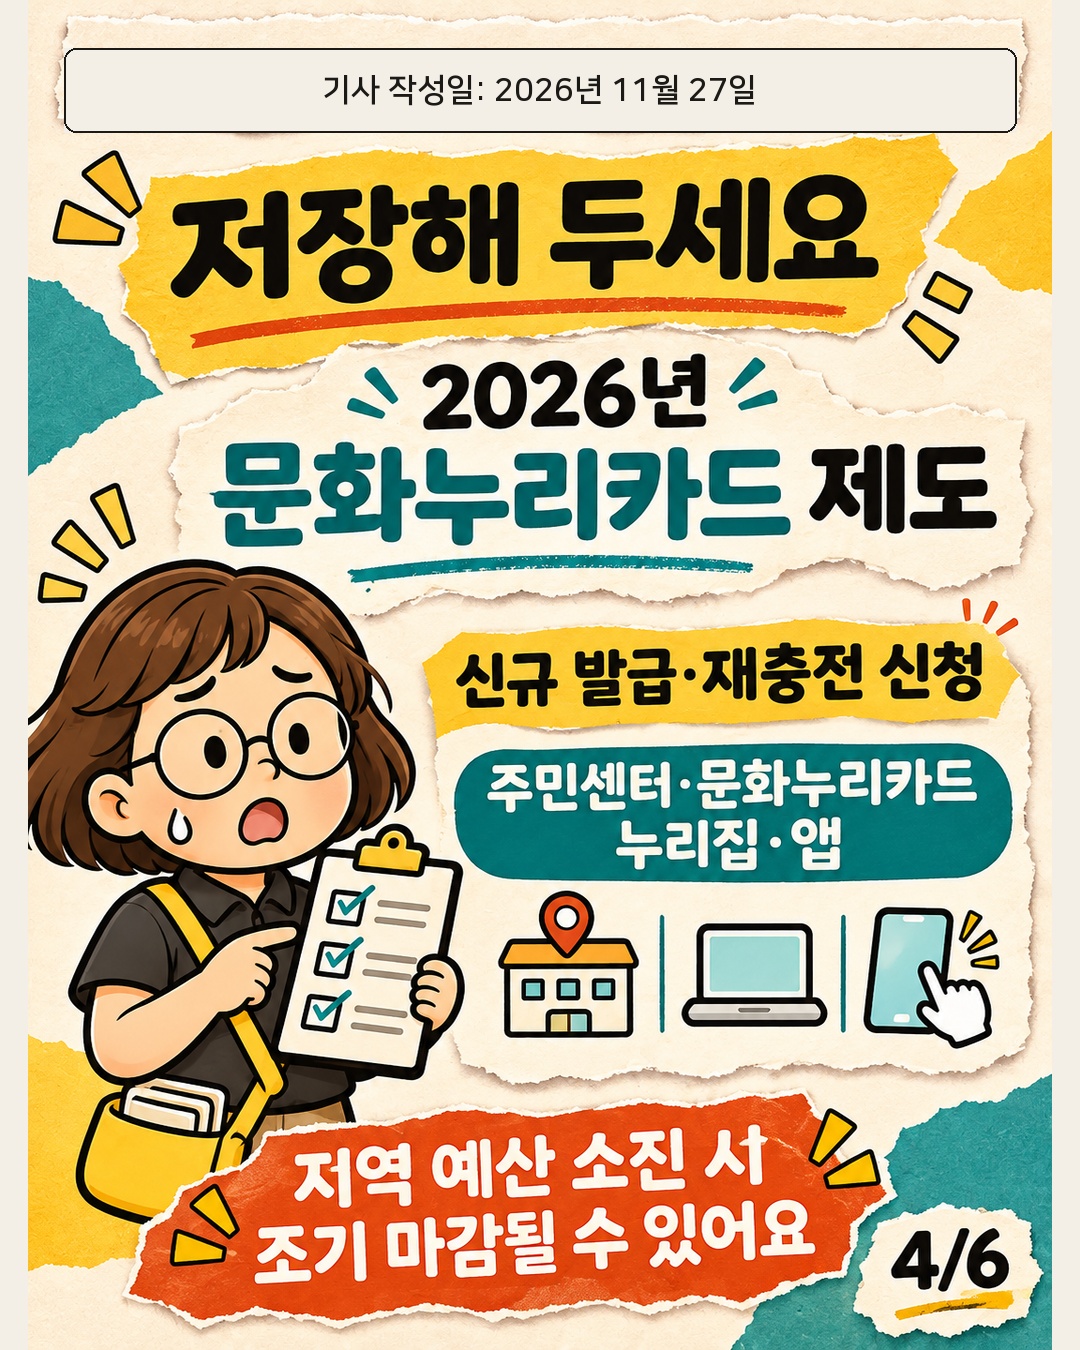 기사 작성일: 2026년 11월 27일
저장해 두세요
2026년
문화누리카드 제도
신규 발급·재충전 신청
주민센터·문화누리카드
누리집·앱
지역 예산 소진 시
조기 마감될 수 있어요
4/6